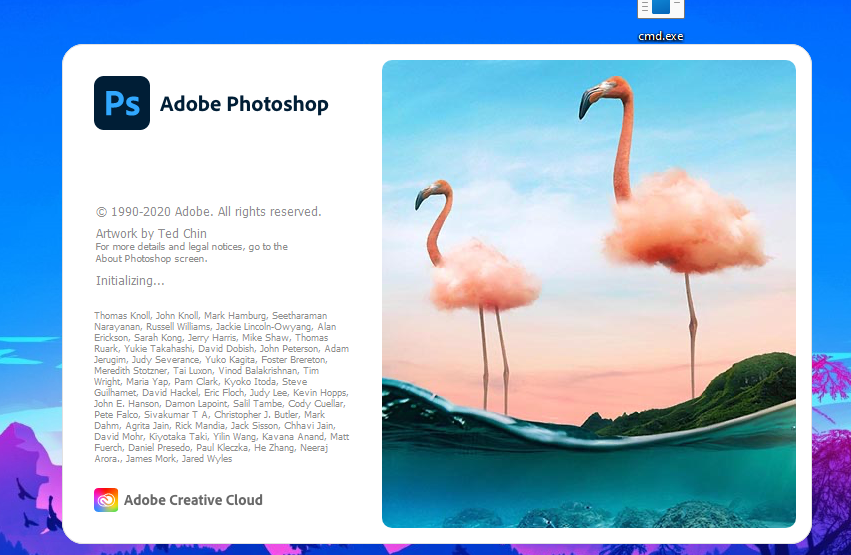 cmd.exe
Ps
Adobe Photoshop
© 1990-2020 Adobe. All rights reserved.
Artwork by Ted Chin
For more details and legal notices, go to the
About Photoshop screen.
Initializing...
Thomas Knoll, John Knoll, Mark Hamburg, Seetharaman
Narayanan, Russell Williams, Jackie Lincoln-Owyang, Alan
Erickson, Sarah Kong, Jerry Harris, Mike Shaw, Thomas
Ruark, Yukie Takahashi, David Dobish, John Peterson, Adam
Jerugim, Judy Severance, Yuko Kagita, Foster Brereton,
Meredith Stotzner, Tai Luxon, Vinod Balakrishnan, Tim
Wright, Maria Yap, Pam Clark, Kyoko Itoda, Steve
Guilhamet, David Hackel, Eric Floch, Judy Lee, Kevin Hopps,
John E. Hanson, Damon Lapoint, Salil Tambe, Cody Cuellar,
Pete Falco, Sivakumar T A, Christopher J. Butler, Mark
Dahm, Agrita Jain, Rick Mandia, Jack Sisson, Chhavi Jain,
David Mohr, Kiyotaka Taki, Yilin Wang, Kavana Anand, Matt
Fuerch, Daniel Presedo, Paul Kleczka, He Zhang, Neeraj
Arora., James Mork, Jared Wyles
Adobe Creative Cloud